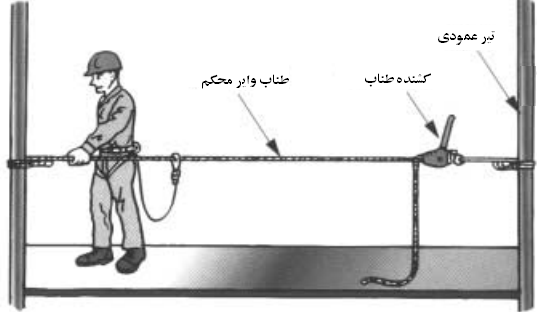 تیر عمودی
کشنده طناب
طناب وایر محکم